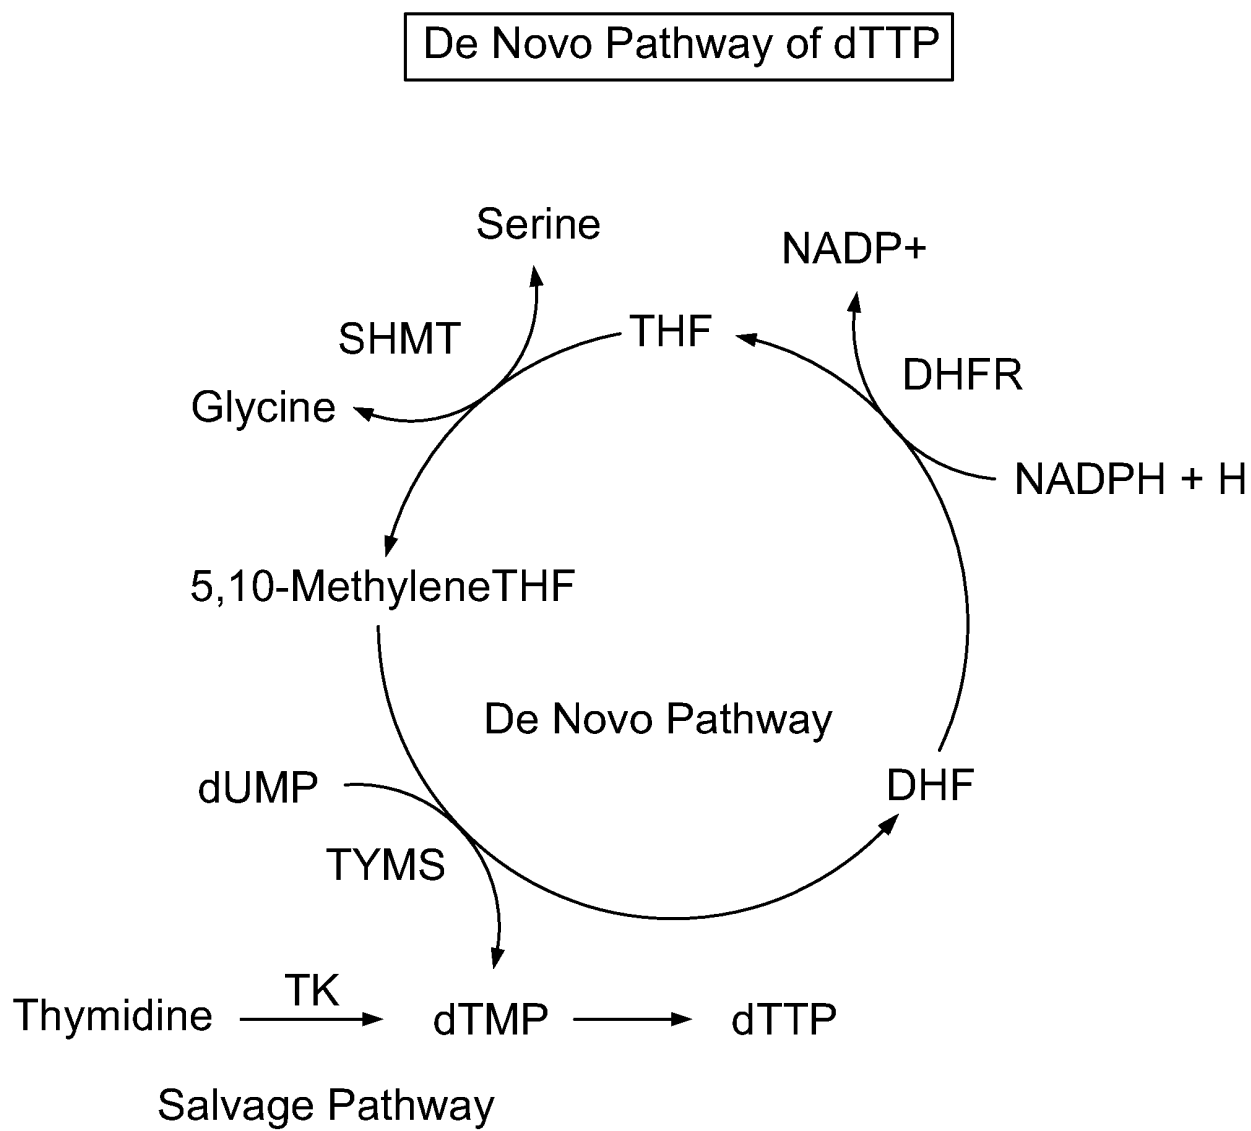 De Novo Pathway of dTTP
Serine
NADP+
SHMT
THF
DHFR
Glycine
NADPH + H
5,10-MethyleneTHF
De Novo Pathway
dUMP
DHF
TYMS
TK
Thymidine
dTMP
dTTP
Salvage Pathway